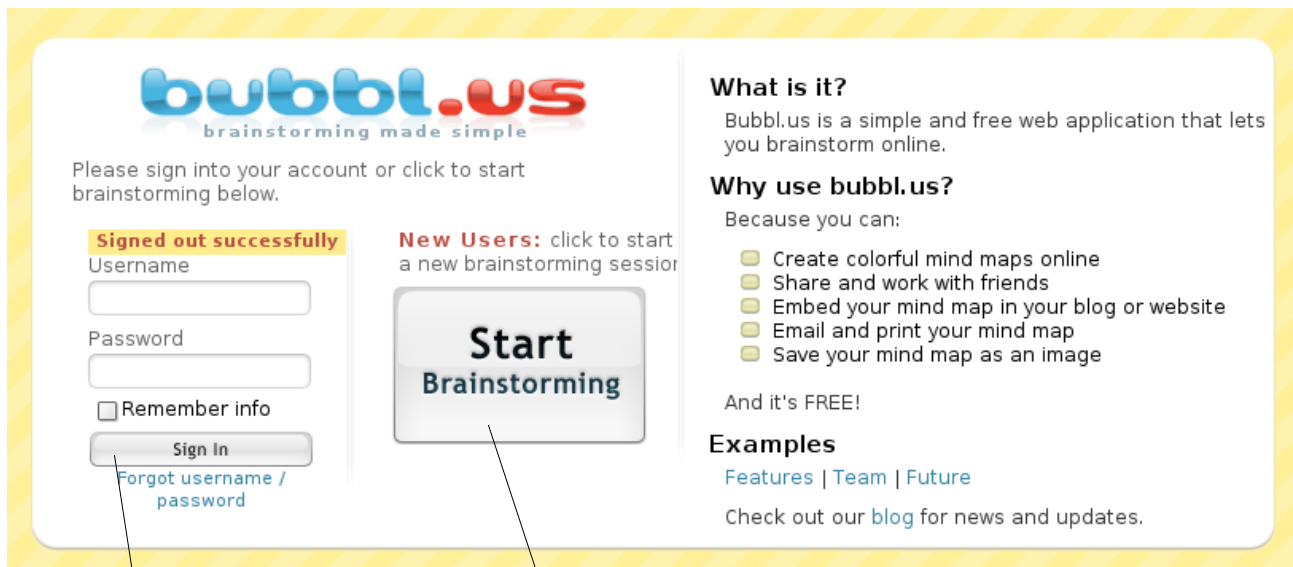 bubbl.us
brainstorming made simple
Please sign into your account or click to start
brainstorming below.
Signed out successfully
Username
Password
Remember info
Sign In
Forgot username /
password
New Users: click to start
a new brainstorming session
Start
Brainstorming
What is it?
Bubbl.us is a simple and free web application that lets
you brainstorm online.
Why use bubbl.us?
Because you can:
Create colorful mind maps online
Share and work with friends
Embed your mind map in your blog or website
Email and print your mind map
Save your mind map as an image
And it's FREE!
Examples
Features | Team | Future
Check out our blog for news and updates.